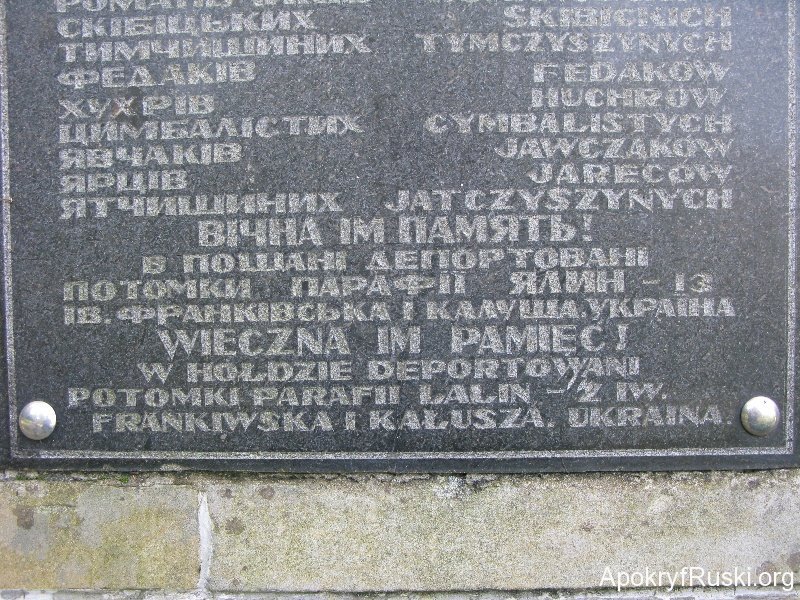 СКІБІЦЬКИХ SKIBICKICH
ТИМЧИШИНИХ TYMCZYSZYNYCH
ФЕДАКІВ FEDAKÓW
ХУХРІВ HUCHRÓW
ЦИМБАЛІСТИХ CYMBALISTYCH
ЯВЧАКІВ JAWCZAKÓW
ЯРЦІВ JARECÓW
ЯТЧИШИНИХ JATCZYSZYNYCH
ВІЧНА ІМ ПАМЯТЬ!
В ПОШАНІ ДЕПОРТОВАНІ
ПОТОМКИ ПАРАФІЇ ЯЛИН – ІЗ
ІВ. ФРАНКІВСЬКА І КАЛУША. УКРАЇНА
WIECZNA IM PAMIĘĆ!
W HOŁDZIE DEPORTOWANI
POTOMKI PARAFII LALIN – Z IW.
FRANKIWSKA I KAŁUSZA. UKRAINA.
ApokryfRuski.org